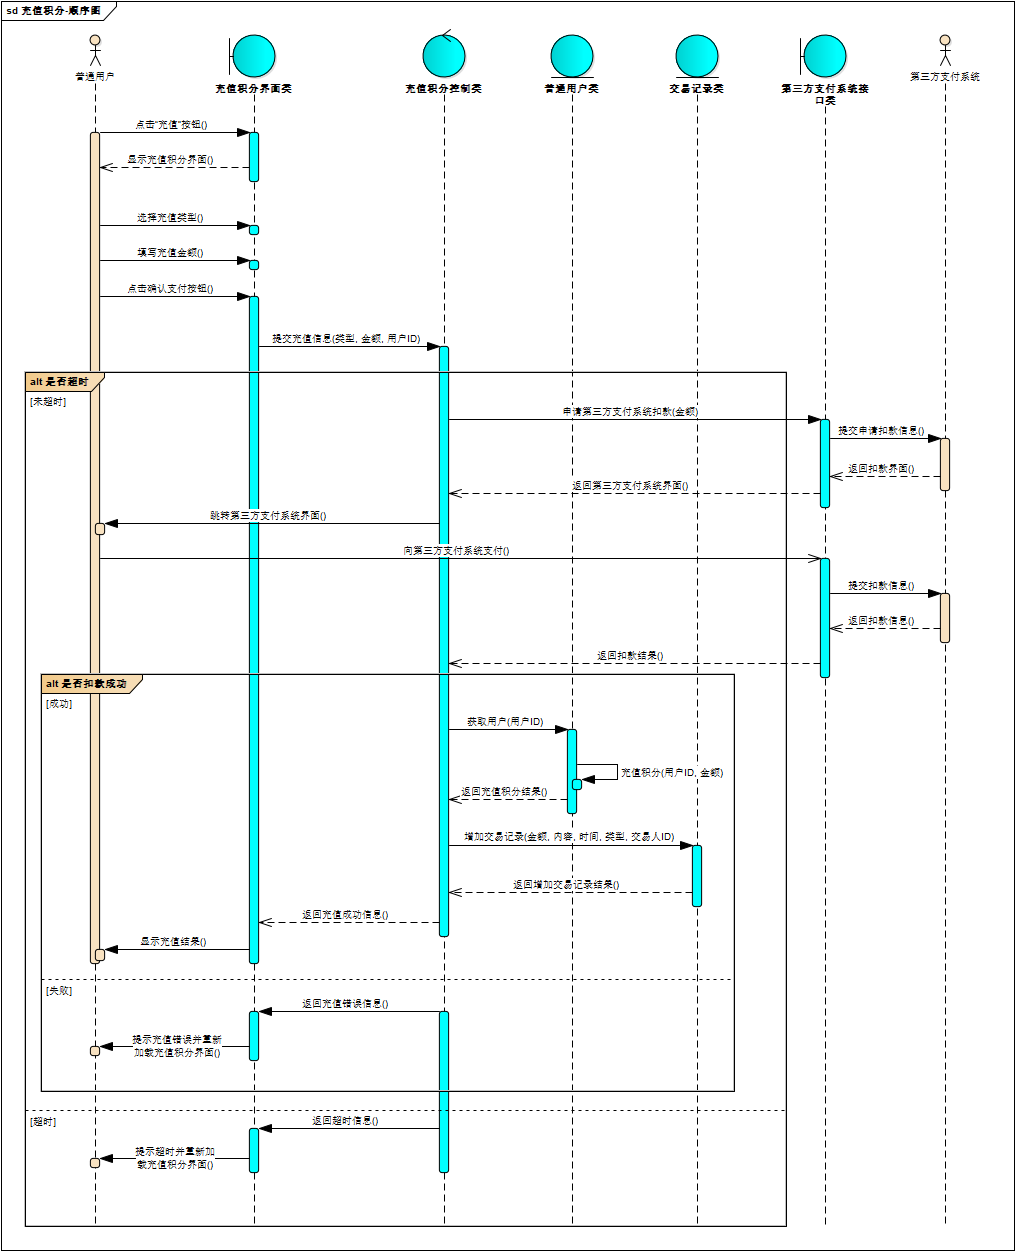 sd 充值积分-顺序图
普通用户
充值积分界面类
充值积分控制类
普通用户类
交易记录类
第三方支付系统接
口类
第三方支付系统
点击"充值"按钮()
显示充值积分界面()
选择充值类型()
填写充值金额()
点击确认支付按钮()
提交充值信息(类型, 金额, 用户ID)
alt 是否超时
[未超时]
申请第三方支付系统扣款(金额)
提交申请扣款信息()
返回扣款界面()
返回第三方支付系统界面()
跳转第三方支付系统界面()
向第三方支付系统支付()
提交扣款信息()
返回扣款信息()
返回扣款结果()
alt 是否扣款成功
[成功]
获取用户(用户ID)
充值积分(用户ID, 金额)
返回充值积分结果()
增加交易记录(金额, 内容, 时间, 类型, 交易人ID)
返回增加交易记录结果()
返回充值成功信息()
显示充值结果()
[失败]
返回充值错误信息()
提示充值错误并重新
加载充值积分界面()
[超时]
返回超时信息()
提示超时并重新加
载充值积分界面()